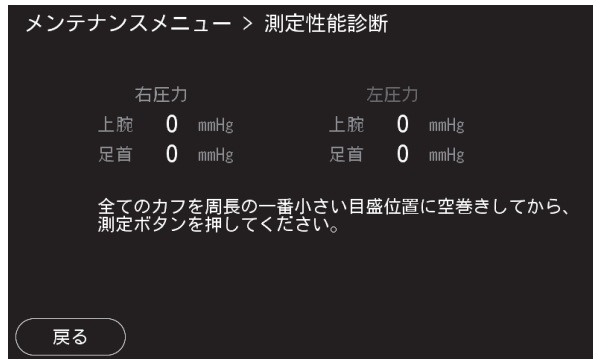 メンテナンスメニュー > 測定性能診断
右圧力 左圧力
上腕 0 mmHg 上腕 0 mmHg
足首 0 mmHg 足首 0 mmHg
全てのカフを周長の一番小さい目盛位置に空巻きしてから、
測定ボタンを押してください。
戻る